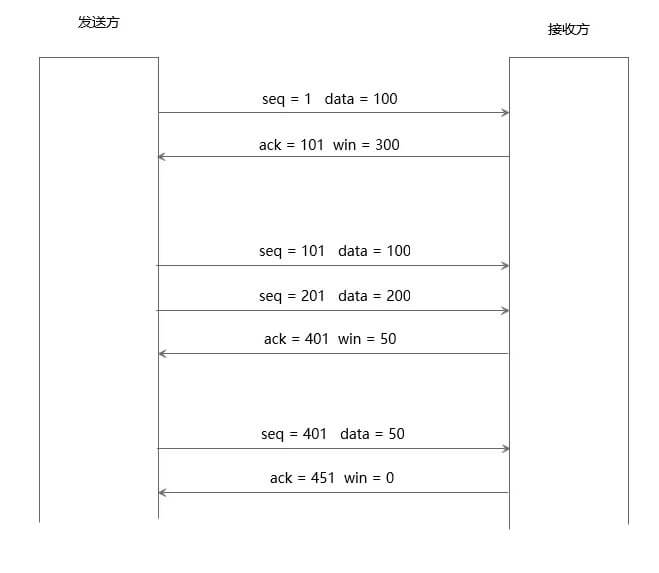 发送方
接收方
seq = 1 data = 100
ack = 101 win = 300
seq = 101 data = 100
seq = 201 data = 200
ack = 401 win = 50
seq = 401 data = 50
ack = 451 win = 0